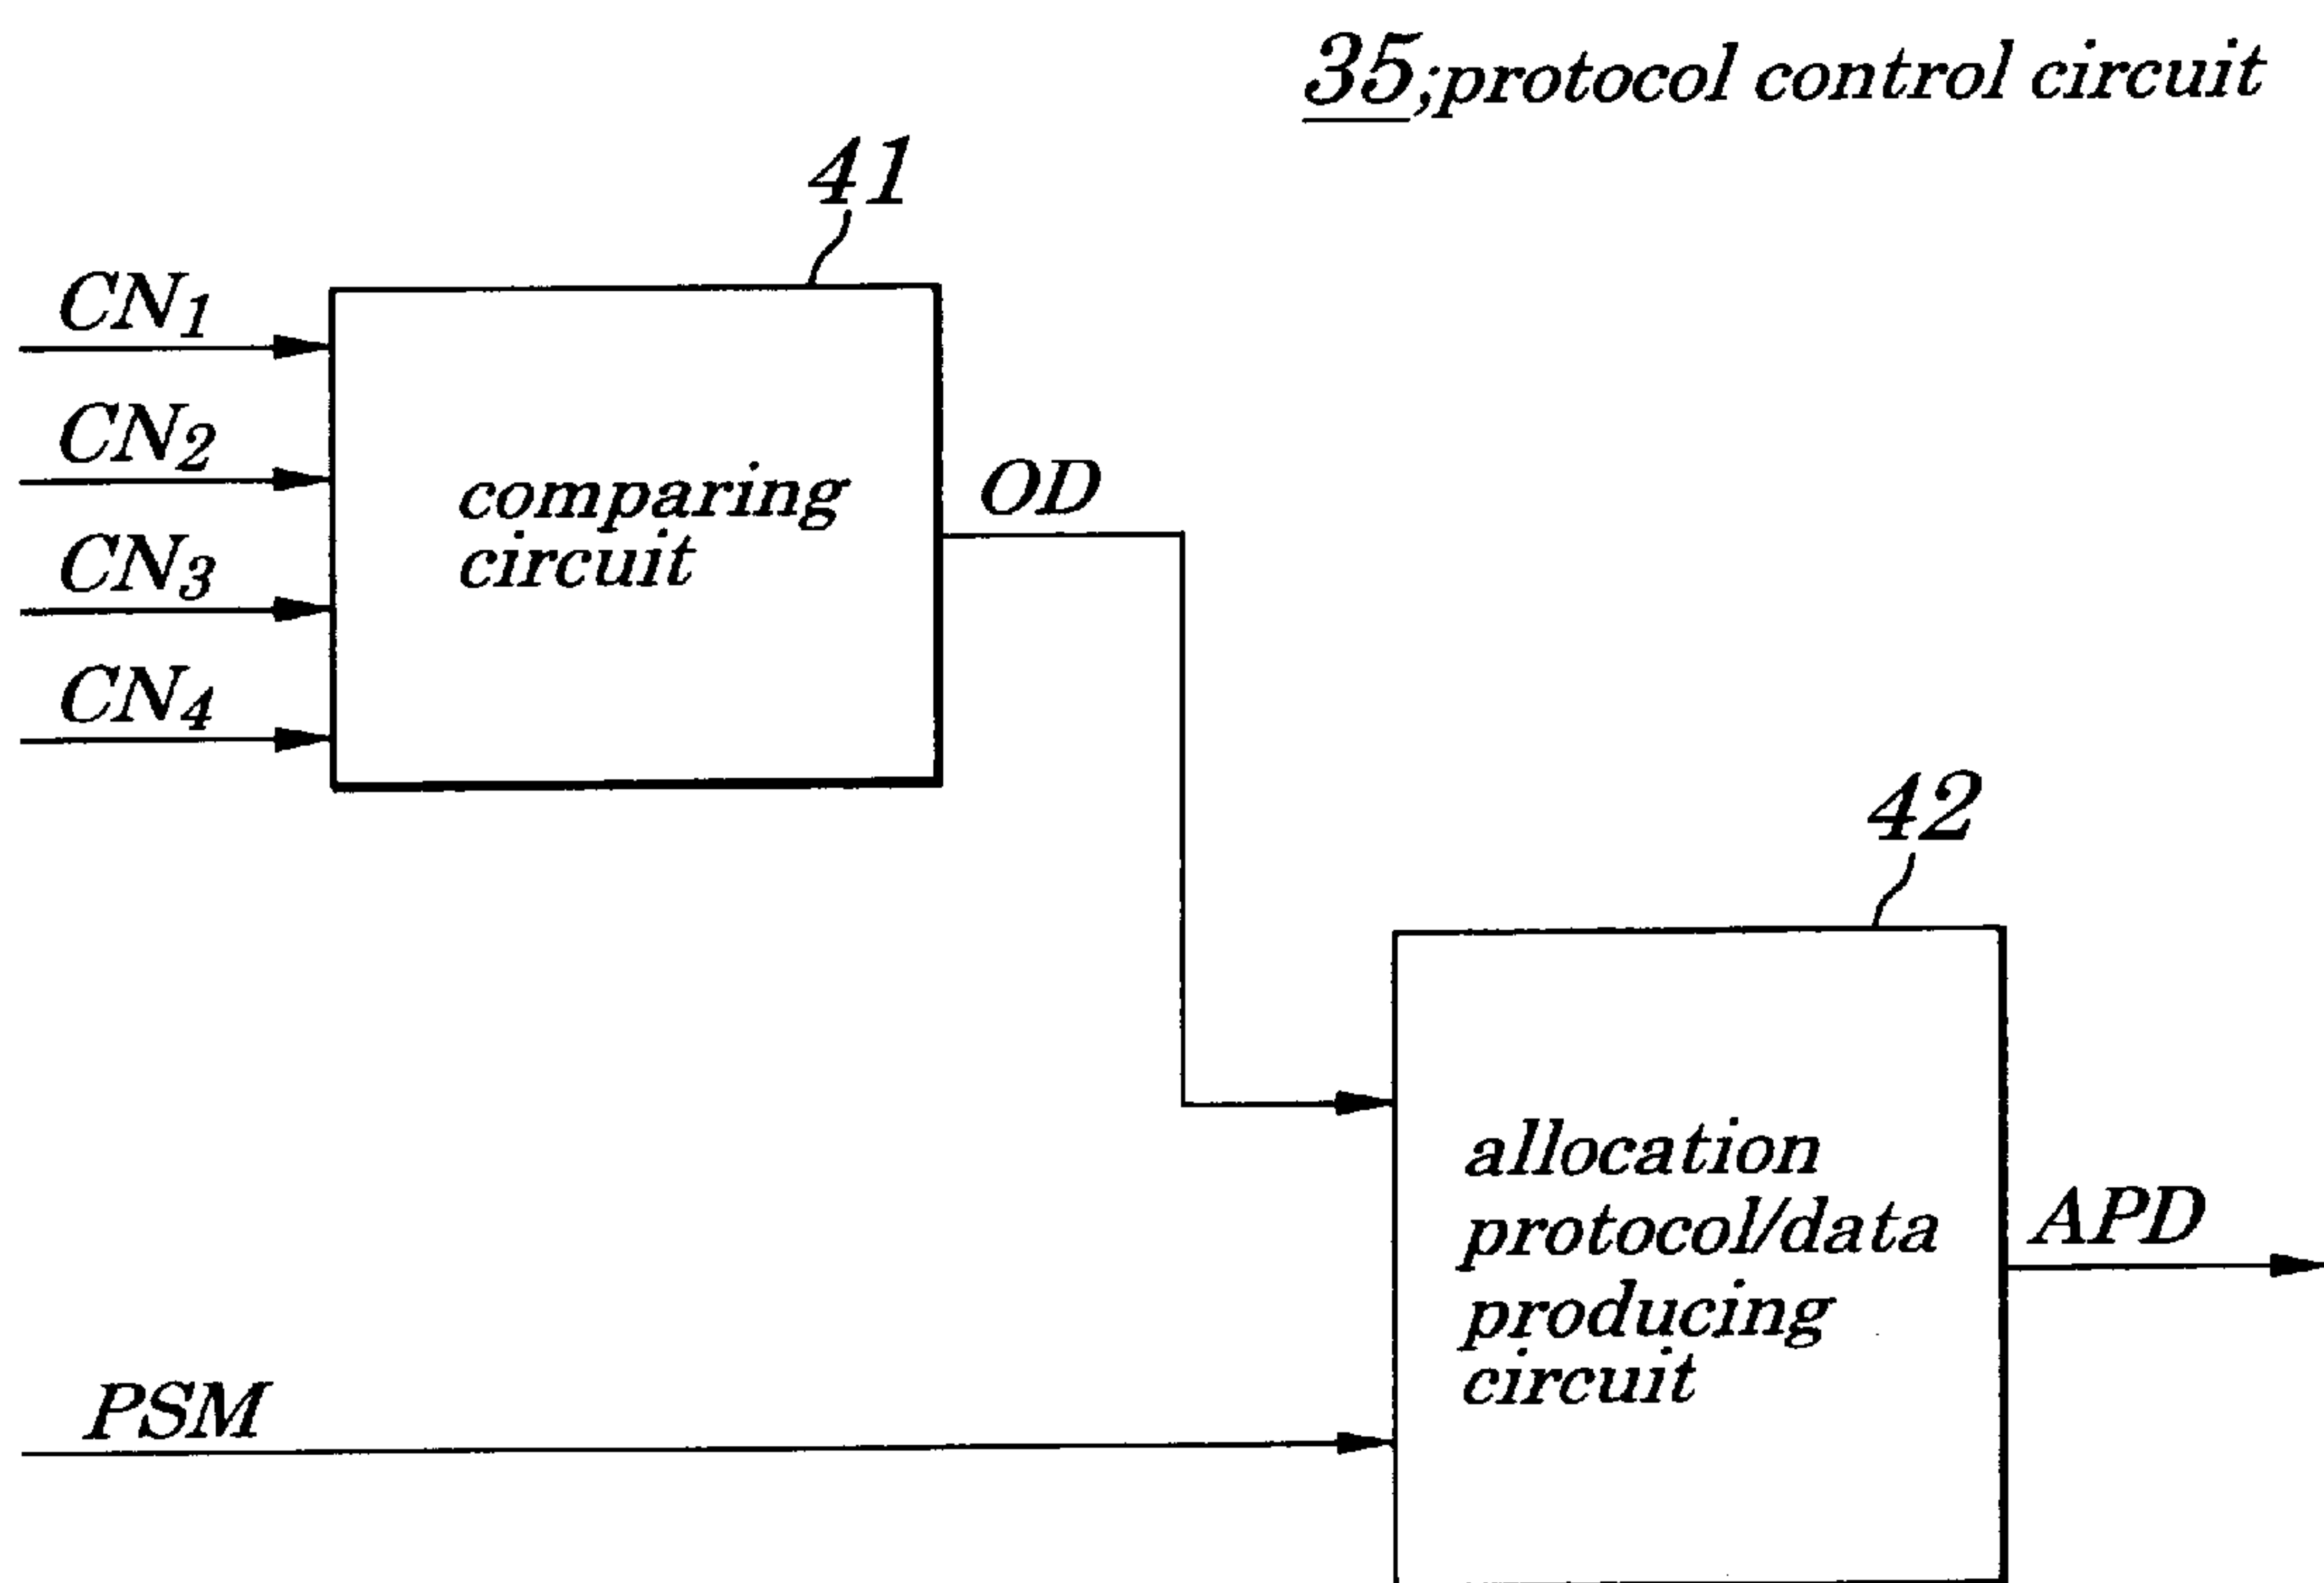 35;protocol control circuit
41
CN1
CN2
CN3
CN4
comparing
circuit
OD
42
allocation
protocol/data
producing
circuit
APD
PSM